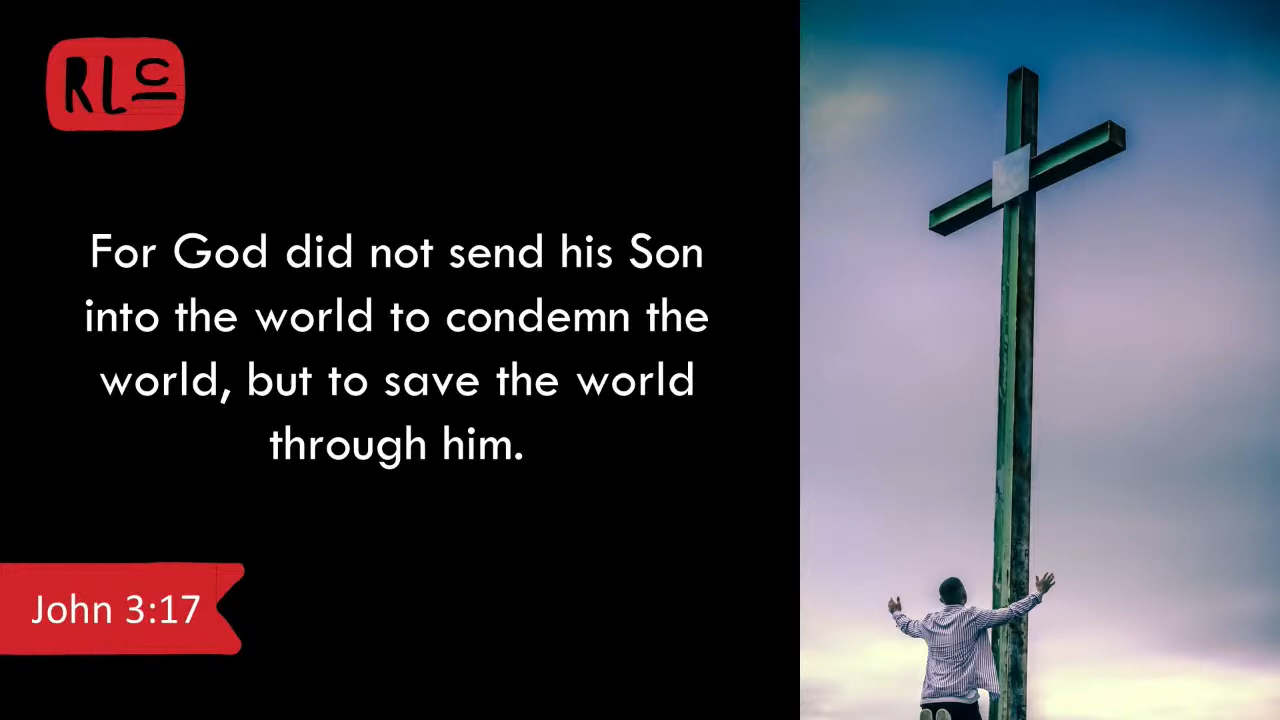 RLC
For God did not send his Son
into the world to condemn the
world, but to save the world
through him.
John 3:17